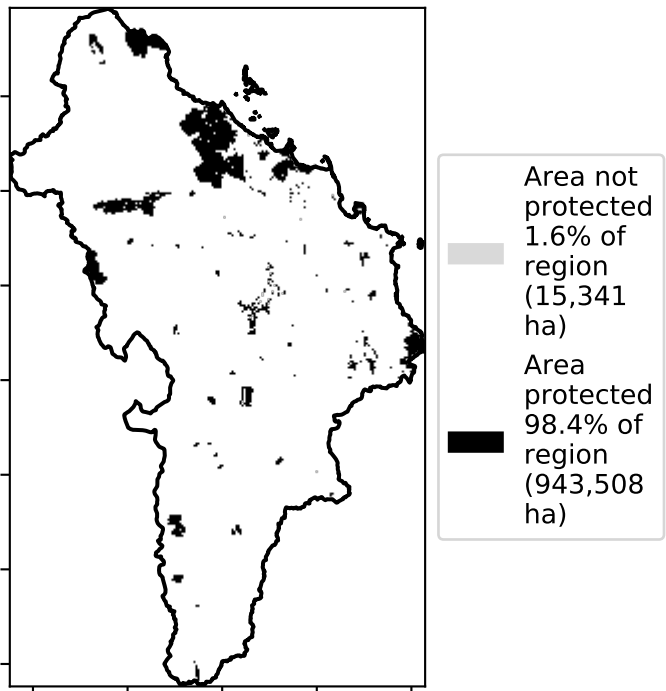 Area not
protected
1.6% of
region
(15,341
ha)
Area
protected
98.4% of
region
(943,508
ha)